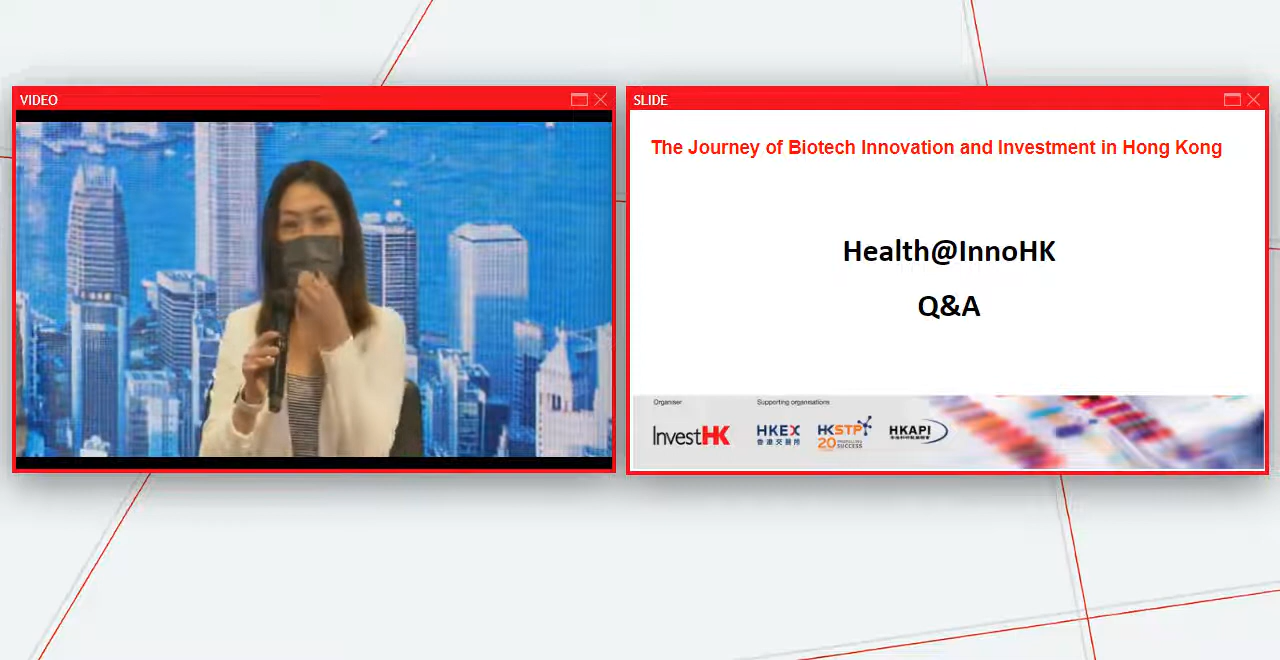 VIDEO
SLIDE
The Journey of Biotech Innovation and Investment in Hong Kong
Health@InnoHK
Q&A
Organiser
Supporting organisations
InvestHK
HKEX
香港交易所
HKSTP
20
SUCCESS
HKAPI